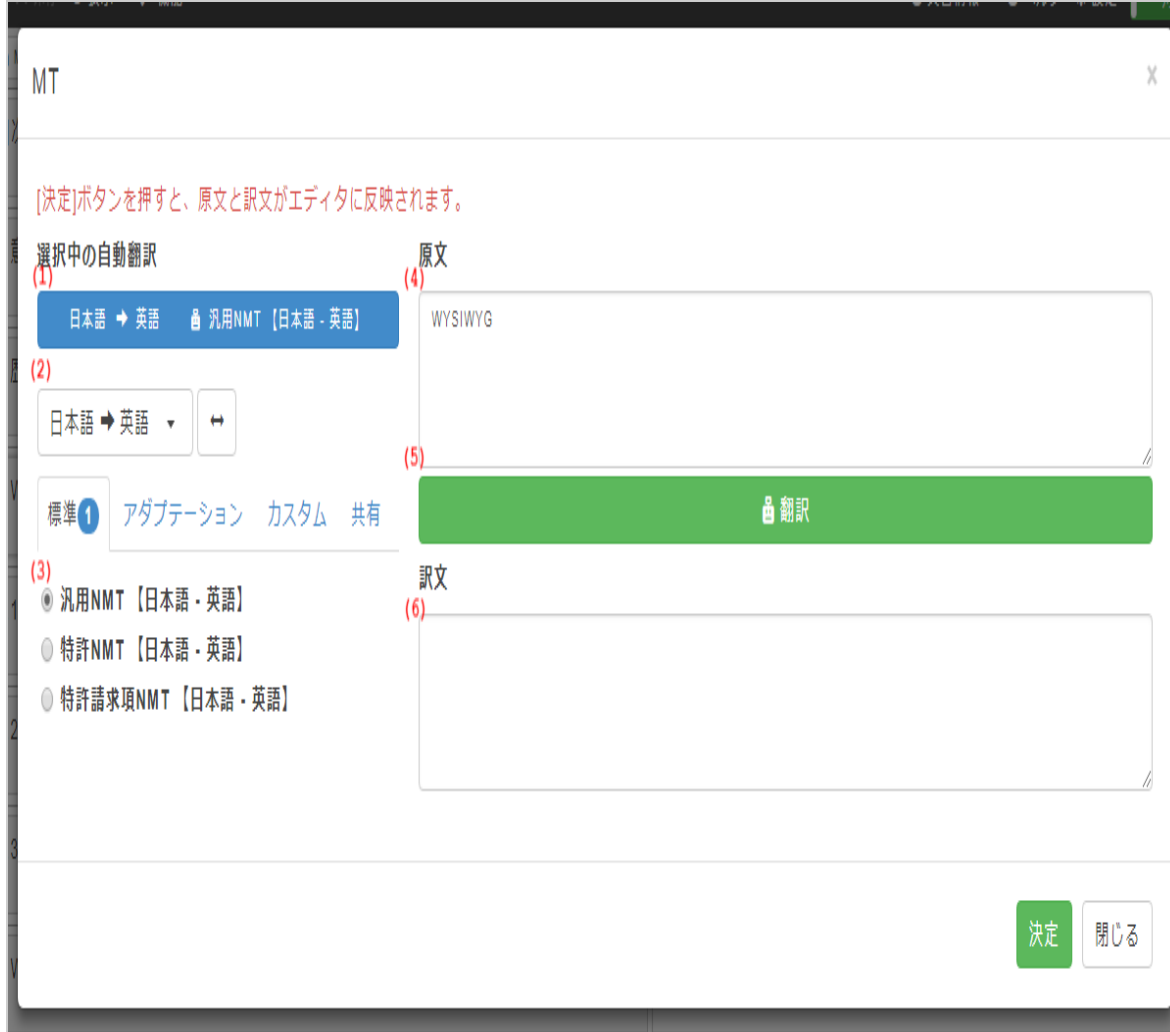 MT
×
[決定]ボタンを押すと、原文と訳文がエディタに反映されます。
選択中の自動翻訳
(1)
日本語 ➡ 英語 汎用NMT【日本語 - 英語】
(2)
日本語 ➡ 英語 ▼ ↔
標準 1 アダプテーション カスタム 共有
(3)
汎用NMT【日本語 - 英語】
特許NMT【日本語 - 英語】
特許請求項NMT【日本語 - 英語】
原文
(4)
WYSIWYG
(5)
翻訳
訳文
(6)
決定 閉じる